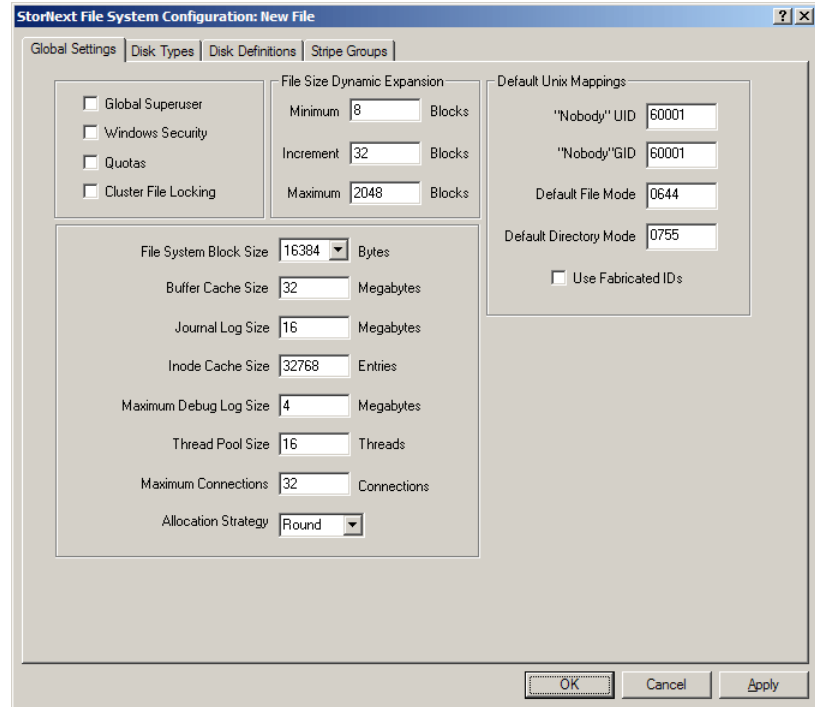 StorNext File System Configuration: New File
Global Settings
Disk Types
Disk Definitions
Stripe Groups
Global Superuser
Windows Security
Quotas
Cluster File Locking
File Size Dynamic Expansion
Minimum 8 Blocks
Increment 32 Blocks
Maximum 2048 Blocks
Default Unix Mappings
"Nobody" UID 60001
"Nobody"GID 60001
Default File Mode 0644
Default Directory Mode 0755
Use Fabricated IDs
File System Block Size 16384 Bytes
Buffer Cache Size 32 Megabytes
Journal Log Size 16 Megabytes
Inode Cache Size 32768 Entries
Maximum Debug Log Size 4 Megabytes
Thread Pool Size 16 Threads
Maximum Connections 32 Connections
Allocation Strategy Round
OK
Cancel
Apply